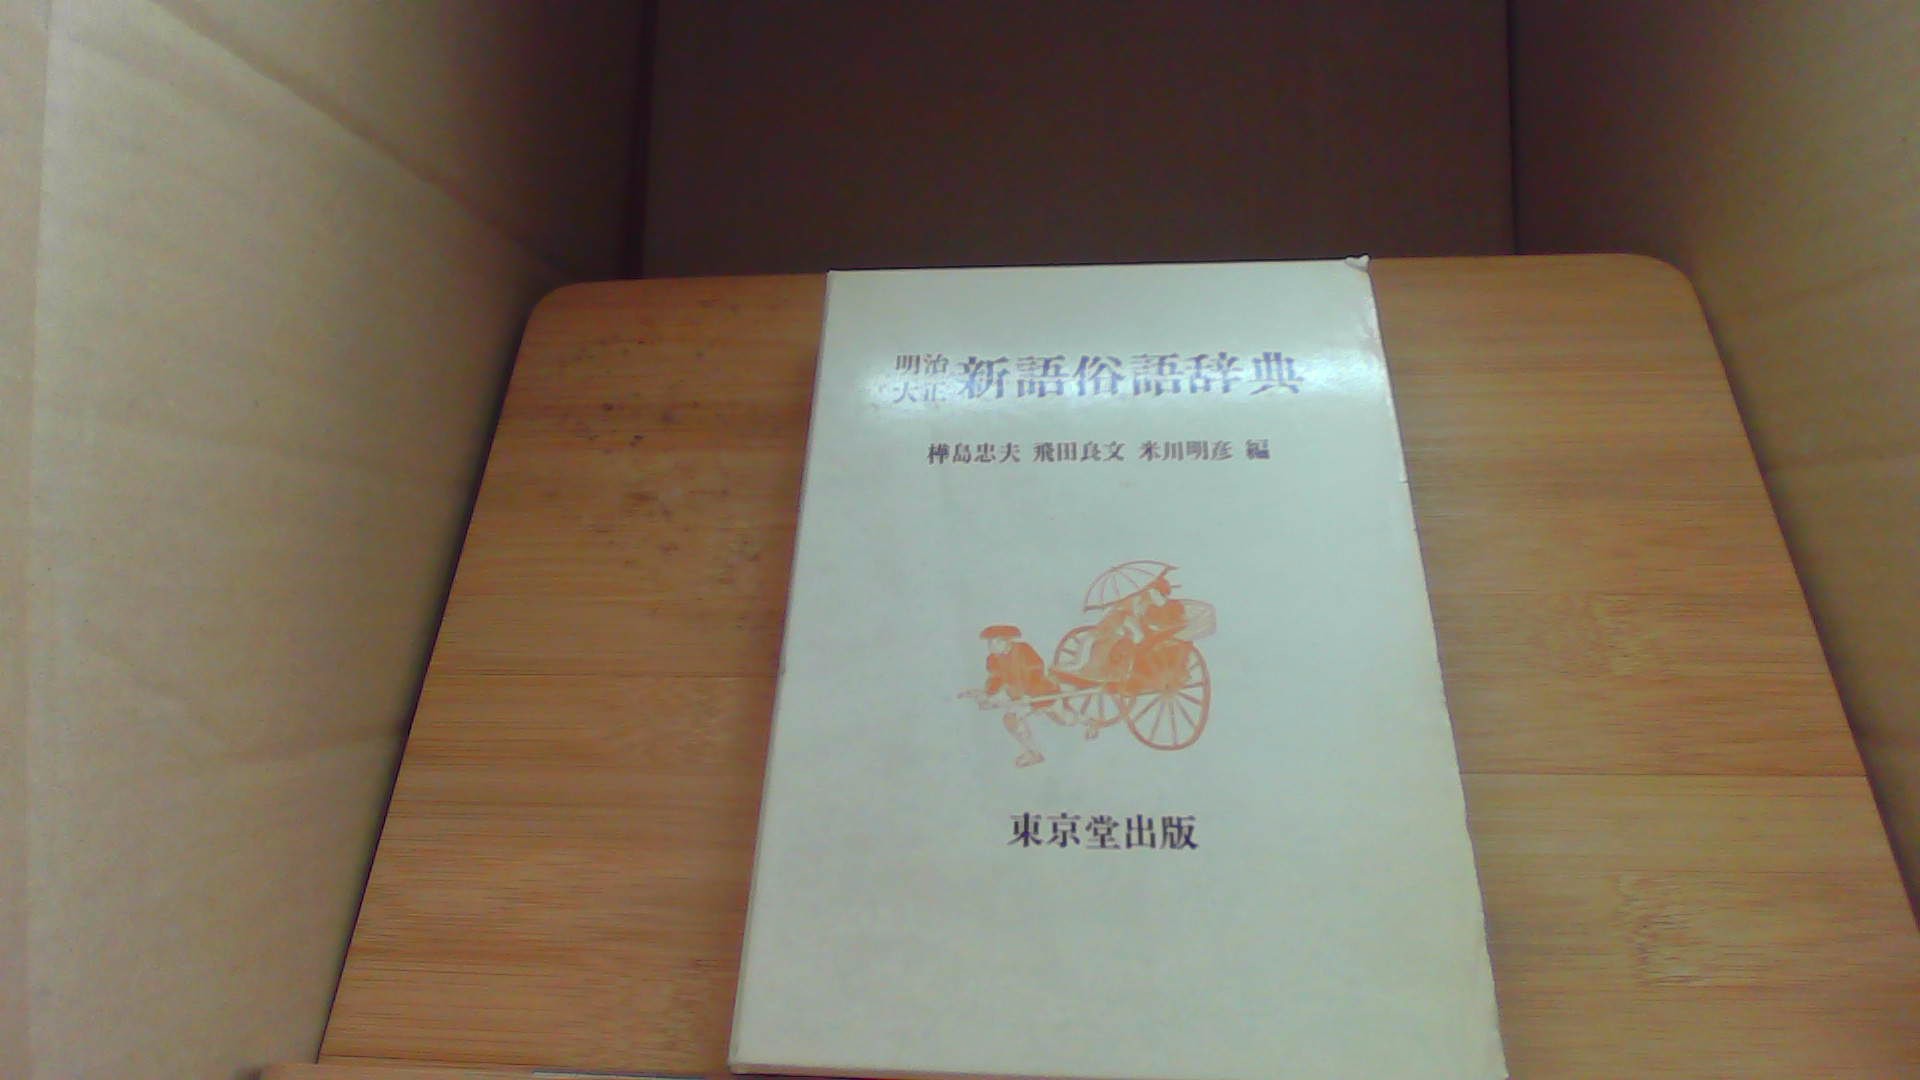 明治
大正
新語俗語辞典
樺島忠夫 飛田良文 米川明彦 編
東京堂出版